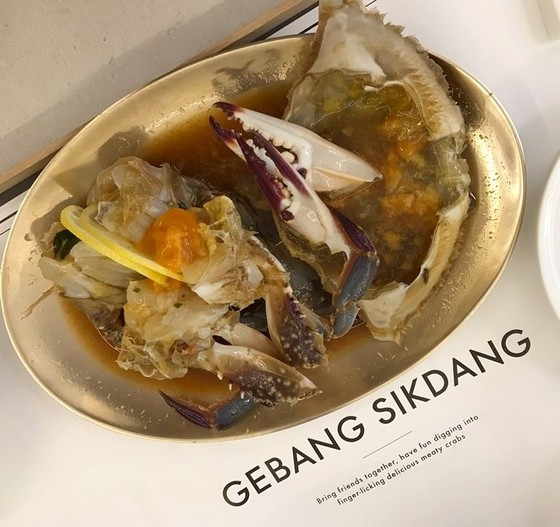 GEBANG SIKDANG
Bring friends together, have fun digging into
finger-licking delicious meaty crabs